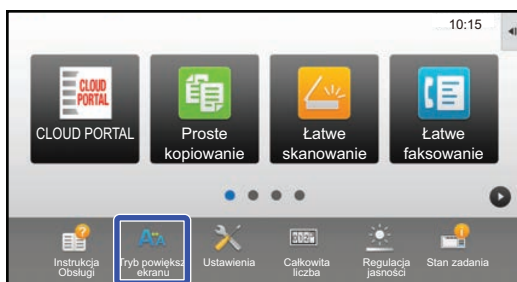 10:15
CLOUD
PORTAL
CLOUD PORTAL
Proste
kopiowanie
Łatwe
skanowanie
Łatwe
faksowanie
Instrukcja
Obsługi
Tryb powiększ
ekranu
Ustawienia
Całkowita
liczba
Regulacja
jasności
Stan zadania